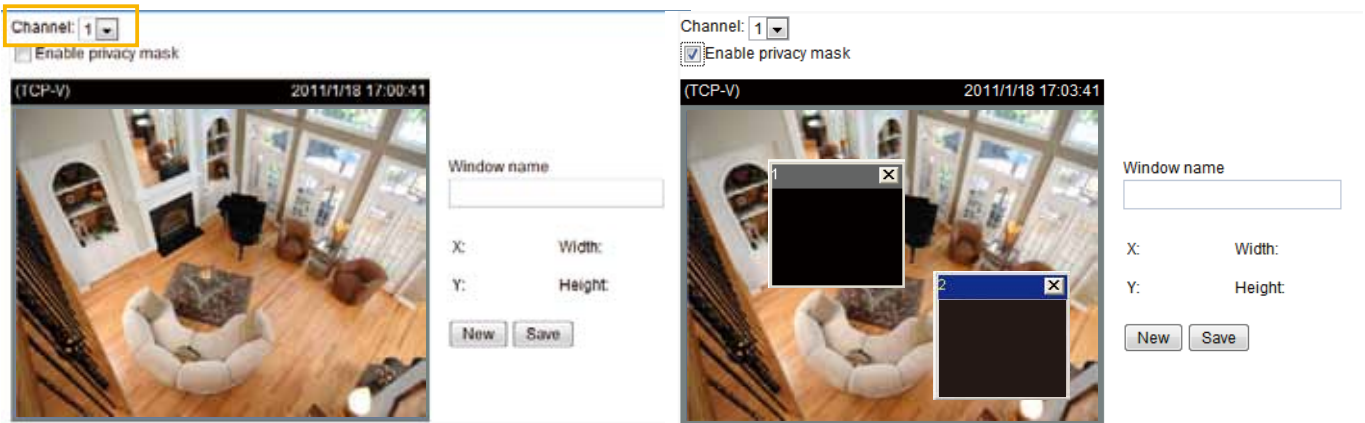 Channel: 1
Enable privacy mask
(TCP-V) 2011/1/18 17:00:41
Window name
X: Width:
Y: Height:
New Save
Channel: 1
Enable privacy mask
(TCP-V) 2011/1/18 17:03:41
1
2
Window name
X: Width:
Y: Height:
New Save